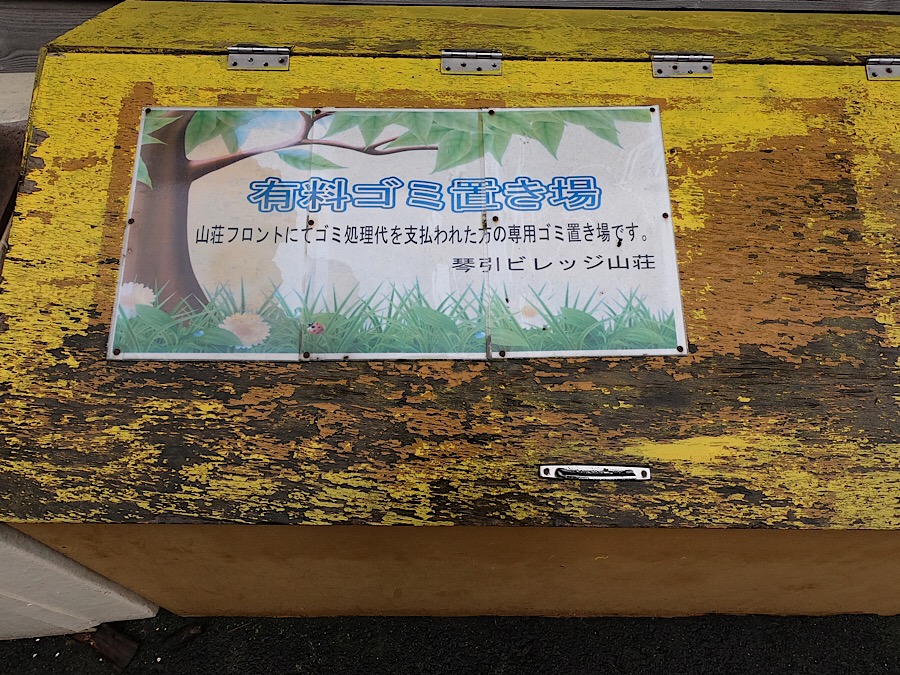 有料ゴミ置き場
山荘フロントにてゴミ処理代を支払われた方の専用ゴミ置き場です。
琴引ビレッジ山荘